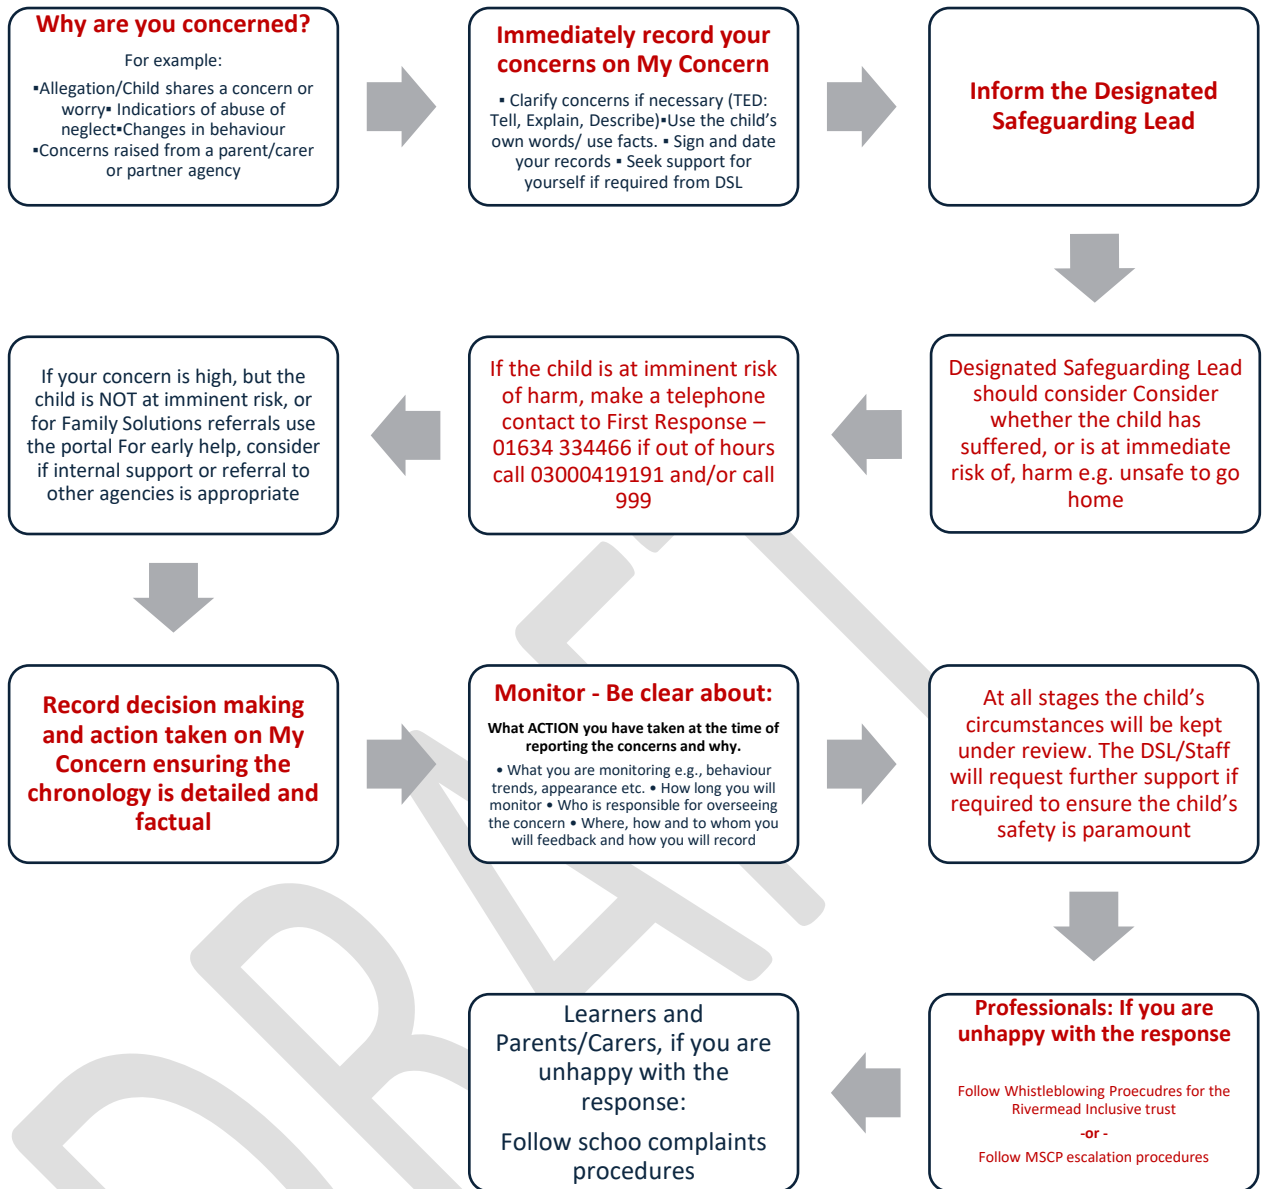 Why are you concerned?
For example:
▪Allegation/Child shares a concern or
worry▪ Indicatiors of abuse of
neglect▪Changes in behaviour
▪Concerns raised from a parent/carer
or partner agency
Immediately record your
concerns on My Concern
▪ Clarify concerns if necessary (TED:
Tell, Explain, Describe)▪Use the child’s
own words/ use facts. ▪ Sign and date
your records ▪ Seek support for
yourself if required from DSL
Inform the Designated
Safeguarding Lead
Designated Safeguarding Lead
should consider Consider
whether the child has
suffered, or is at immediate
risk of, harm e.g. unsafe to go
home
If the child is at imminent risk
of harm, make a telephone
contact to First Response –
01634 334466 if out of hours
call 03000419191 and/or call
999
If your concern is high, but the
child is NOT at imminent risk, or
for Family Solutions referrals use
the portal For early help, consider
if internal support or referral to
other agencies is appropriate
Record decision making
and action taken on My
Concern ensuring the
chronology is detailed and
factual
Monitor - Be clear about:
What ACTION you have taken at the time of
reporting the concerns and why.
• What you are monitoring e.g., behaviour
trends, appearance etc. • How long you will
monitor • Who is responsible for overseeing
the concern • Where, how and to whom you
will feedback and how you will record
At all stages the child’s
circumstances will be kept
under review. The DSL/Staff
will request further support if
required to ensure the child’s
safety is paramount
Professionals: If you are
unhappy with the response
Follow Whistleblowing Proecudres for the
Rivermead Inclusive trust
-or -
Follow MSCP escalation procedures
Learners and
Parents/Carers, if you are
unhappy with the
response:
Follow schoo complaints
procedures
DRAFT